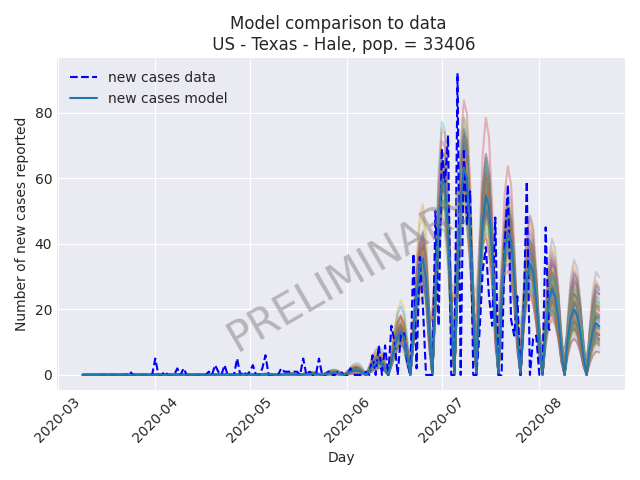 Model comparison to data
US - Texas - Hale, pop. = 33406
new cases data
new cases model
Number of new cases reported
80
60
40
20
0
PRELIMINARY
2020-03
2020-04
2020-05
2020-06
2020-07
2020-08
Day